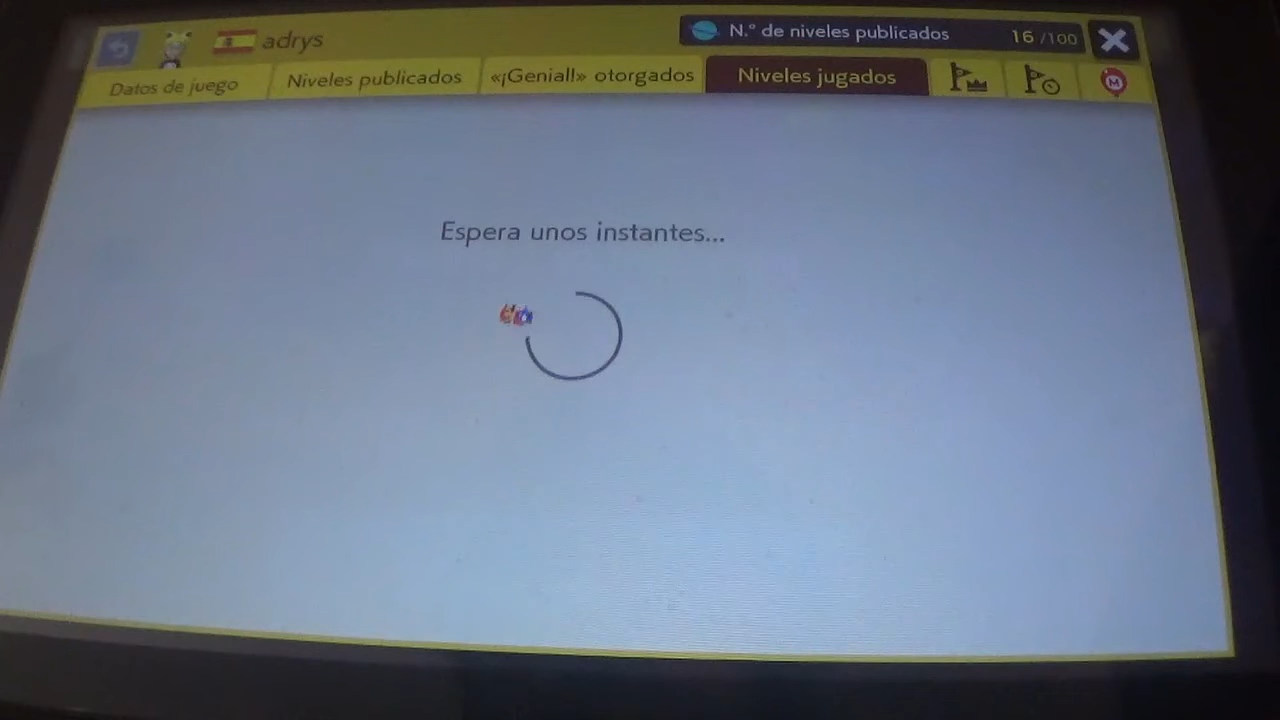 adrys
N.º de niveles publicados 16/100
Datos de juego
Niveles publicados
«¡Genial!» otorgados
Niveles jugados
M
Espera unos instantes...